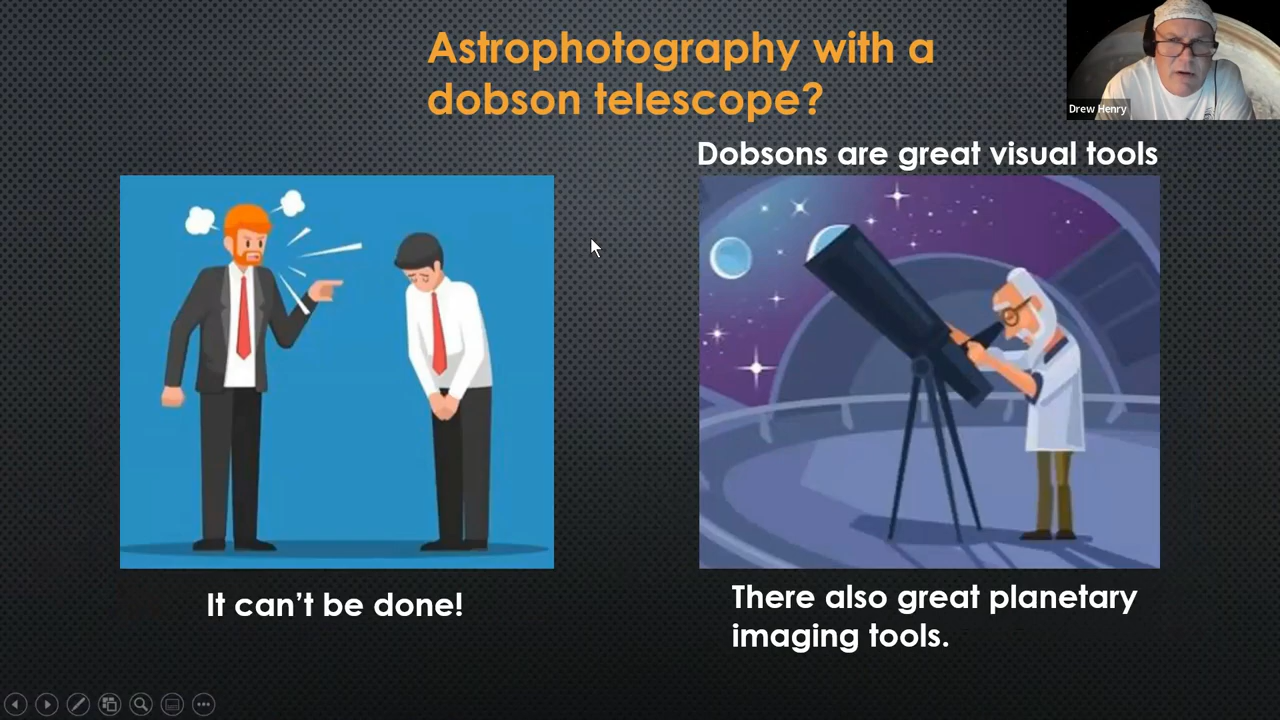 Astrophotography with a
dobson telescope?
Drew Henry
Dobsons are great visual tools
It can’t be done!
There also great planetary
imaging tools.